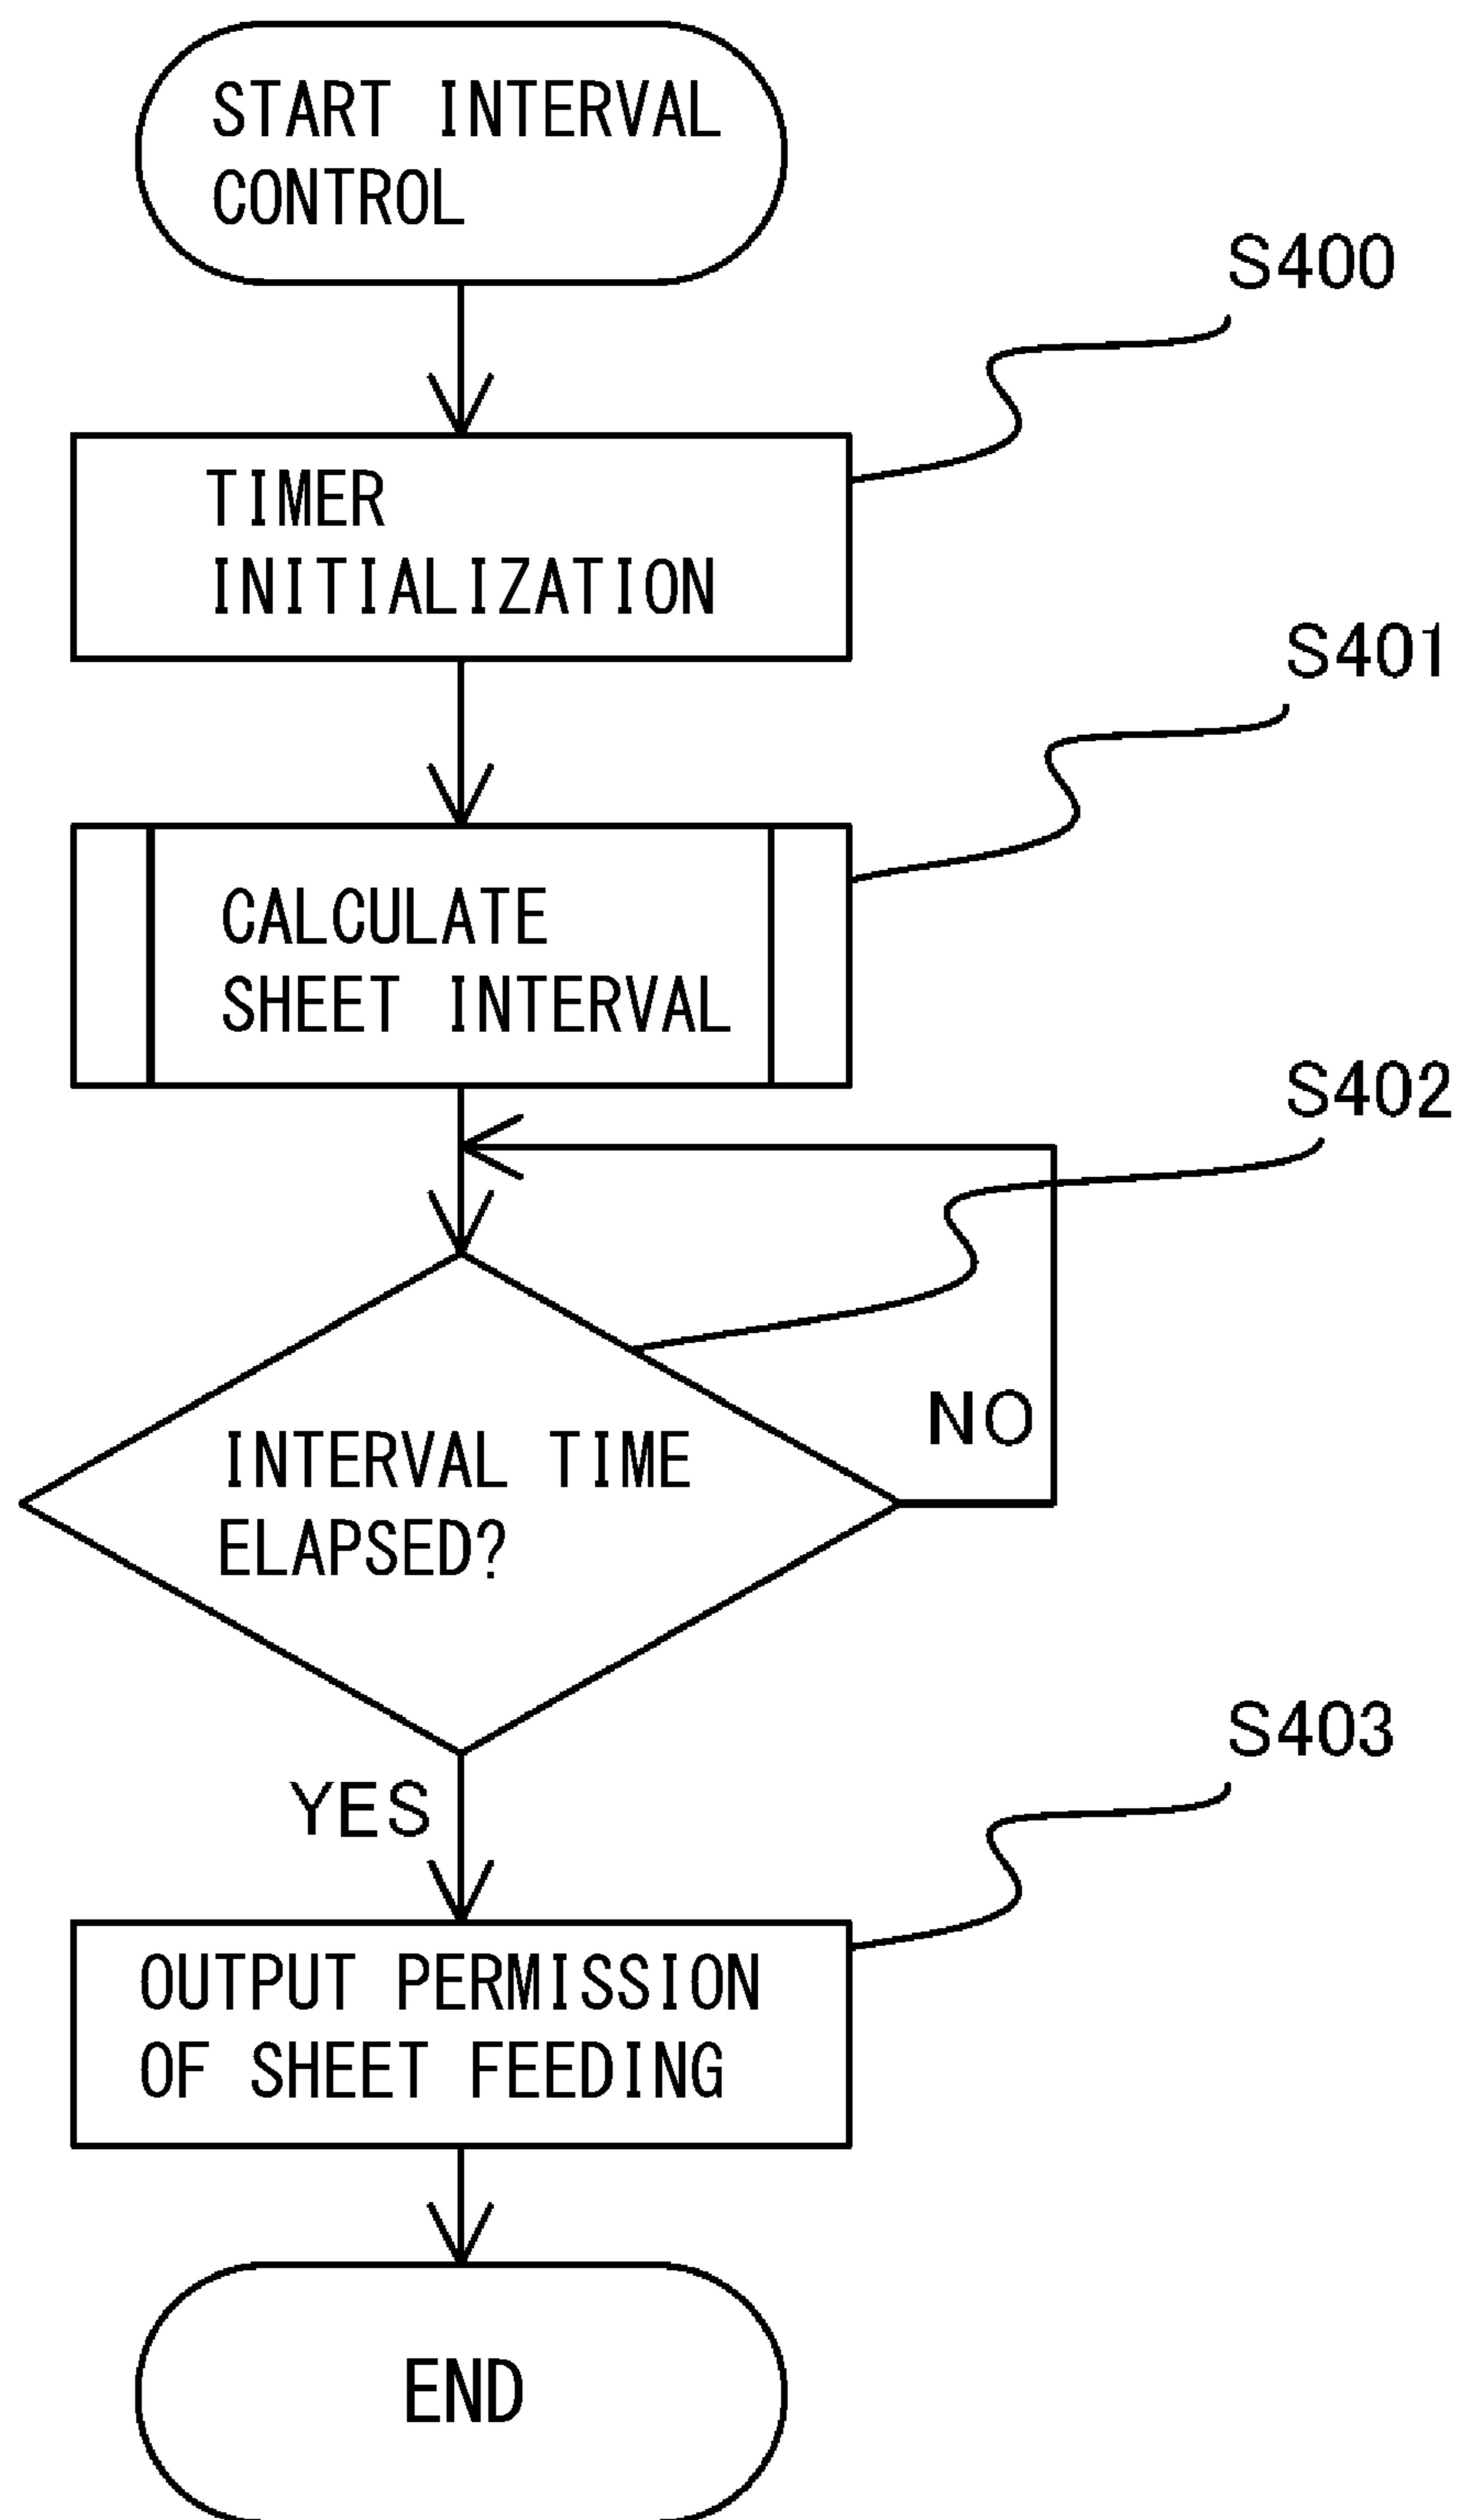 START INTERVAL
CONTROL
S400
TIMER
INITIALIZATION
S401
CALCULATE
SHEET INTERVAL
S402
NO
INTERVAL TIME
ELAPSED?
S403
YES
OUTPUT PERMISSION
OF SHEET FEEDING
END